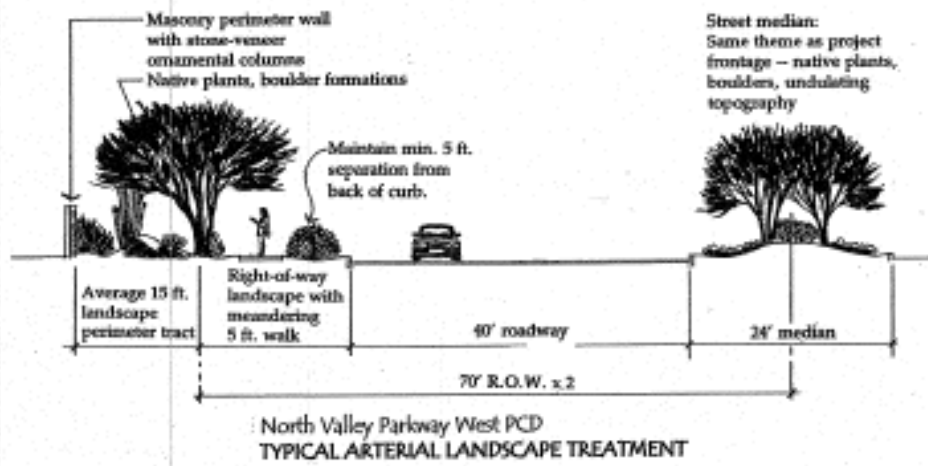 Masonry perimeter wall
with stone-veneer
ornamental columns
Native plants, boulder formations
Street median:
Same theme as project
frontage – native plants,
boulders, undulating
topography
Maintain min. 5 ft.
separation from
back of curb.
Average 15 ft.
landscape
perimeter tract
Right-of-way
landscape with
meandering
5 ft. walk
40' roadway
24' median
70' R.O.W. x 2
North Valley Parkway West PCD
TYPICAL ARTERIAL LANDSCAPE TREATMENT